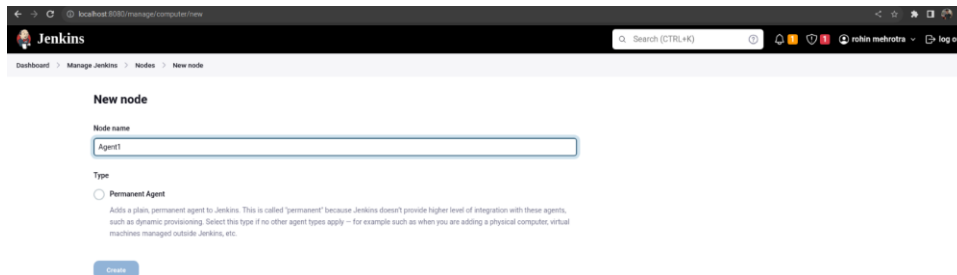 localhost:8080/manage/computer/new
Jenkins
Search (CTRL+K)
1
1
rohin mehrotra
log o
Dashboard > Manage Jenkins > Nodes > New node
New node
Node name
Agent1
Type
Permanent Agent
Adds a plain, permanent agent to Jenkins. This is called "permanent" because Jenkins doesn't provide higher level of integration with these agents,
such as dynamic provisioning. Select this type if no other agent types apply — for example such as when you are adding a physical computer, virtual
machines managed outside Jenkins, etc.
Create